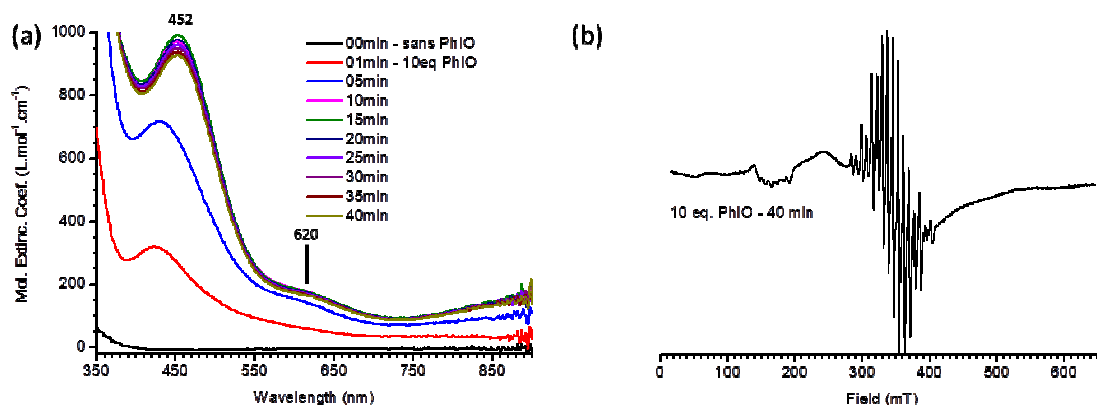 (a)
452
1000
800
600
400
200
0
Mol. Extinc. Coef. (L.mol⁻¹.cm⁻¹)
00min - sans PhIO
01min - 10eq PhIO
05min
10min
15min
20min
25min
30min
35min
40min
620
350 450 550 650 750 850
Wavelength (nm)
(b)
10 eq. PhIO - 40 min
0 100 200 300 400 500 600
Field (mT)